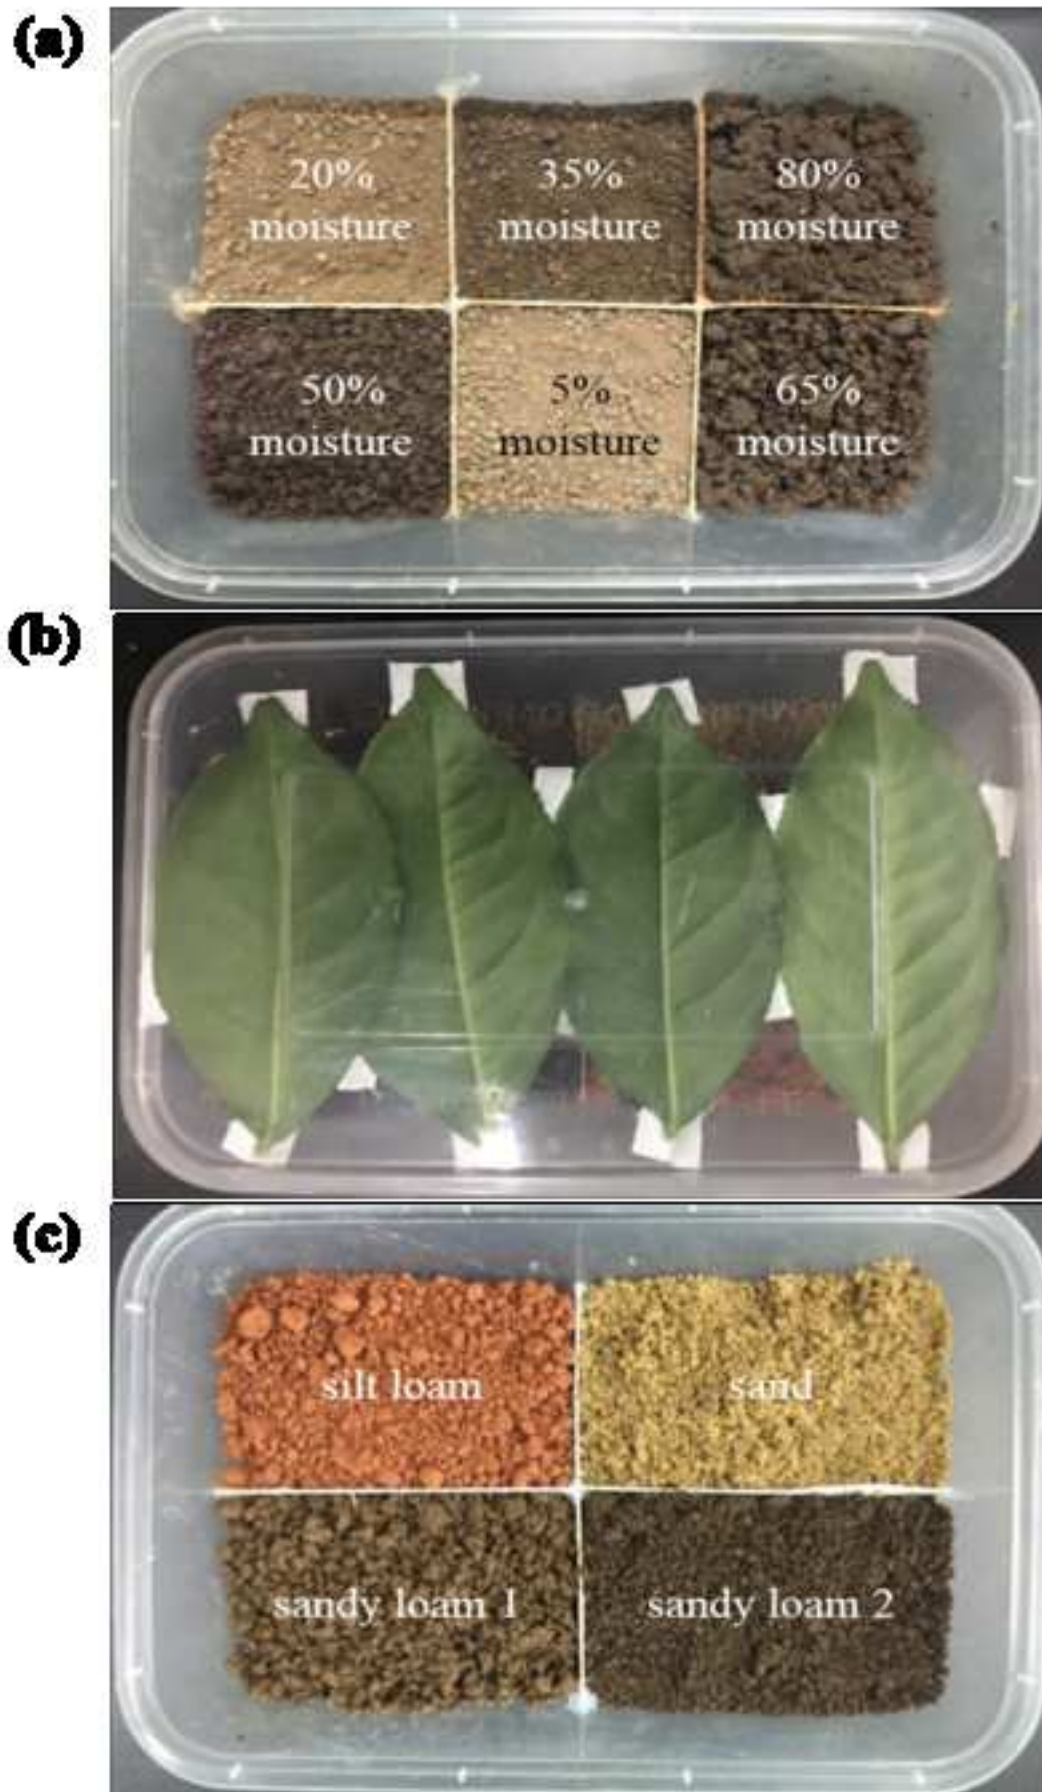 (a)
20%
moisture
35%
moisture
80%
moisture
50%
moisture
5%
moisture
65%
moisture
(b)
(c)
silt loam
sand
sandy loam 1
sandy loam 2